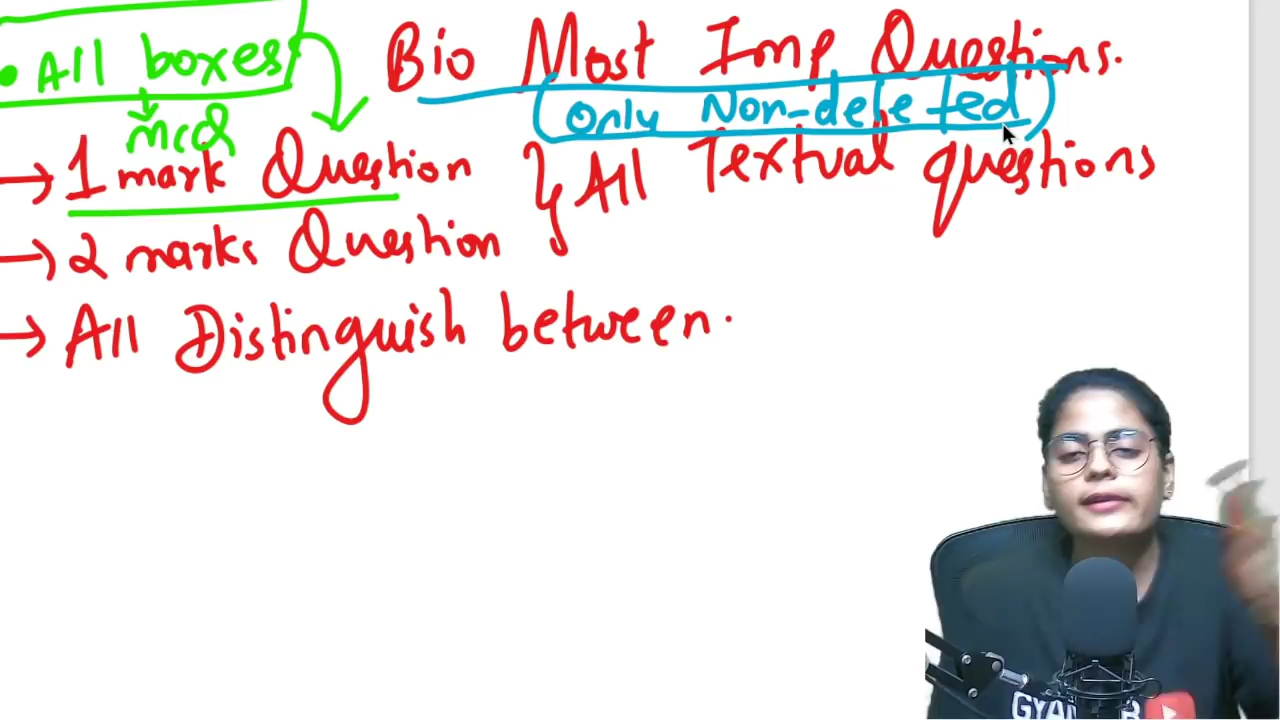 • All boxes
mcq
Bio Most Imp Questions.
(Only Non-deleted)
→ 1 mark Question } All Textual questions
→ 2 marks Question
→ All Distinguish between.